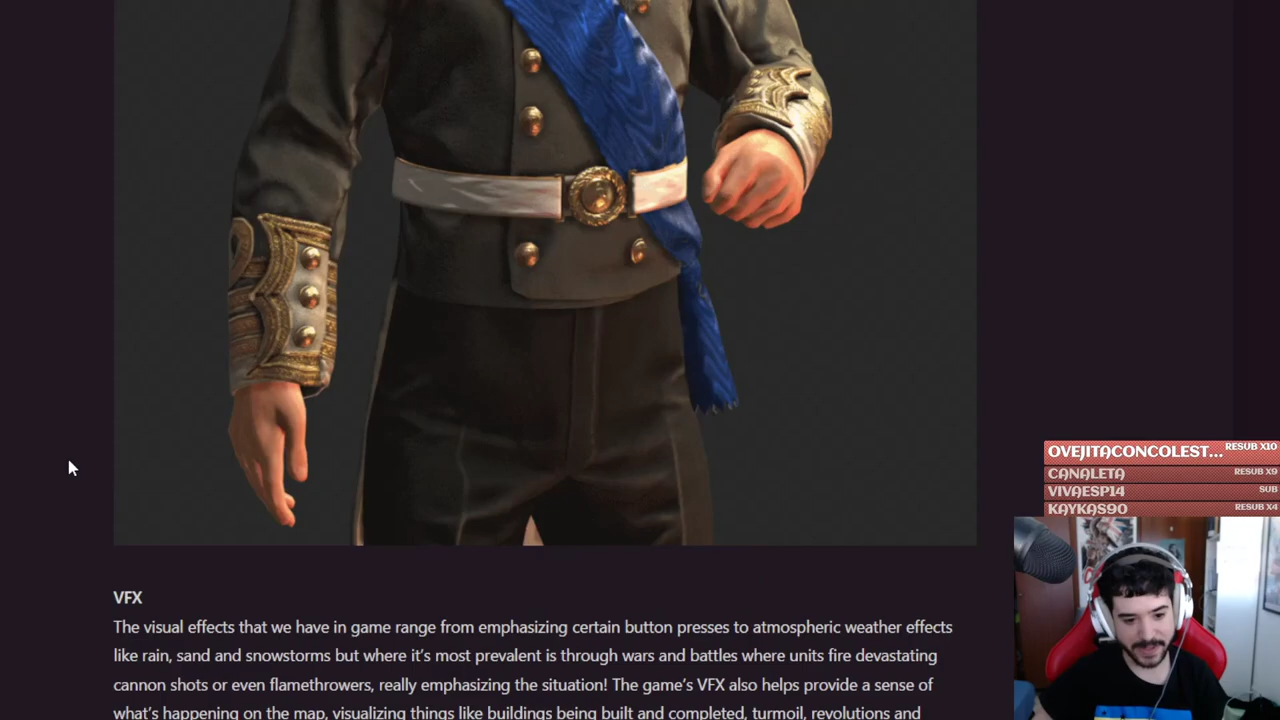 OVEJITACONCOLEST... RESUB X10
CANALETA RESUB X9
VIVAESP14 SUB
KAYKAS90 RESUB X4
VFX
The visual effects that we have in game range from emphasizing certain button presses to atmospheric weather effects
like rain, sand and snowstorms but where it's most prevalent is through wars and battles where units fire devastating
cannon shots or even flamethrowers, really emphasizing the situation! The game's VFX also helps provide a sense of
what's happening on the map, visualizing things like buildings being built and completed, turmoil, revolutions and